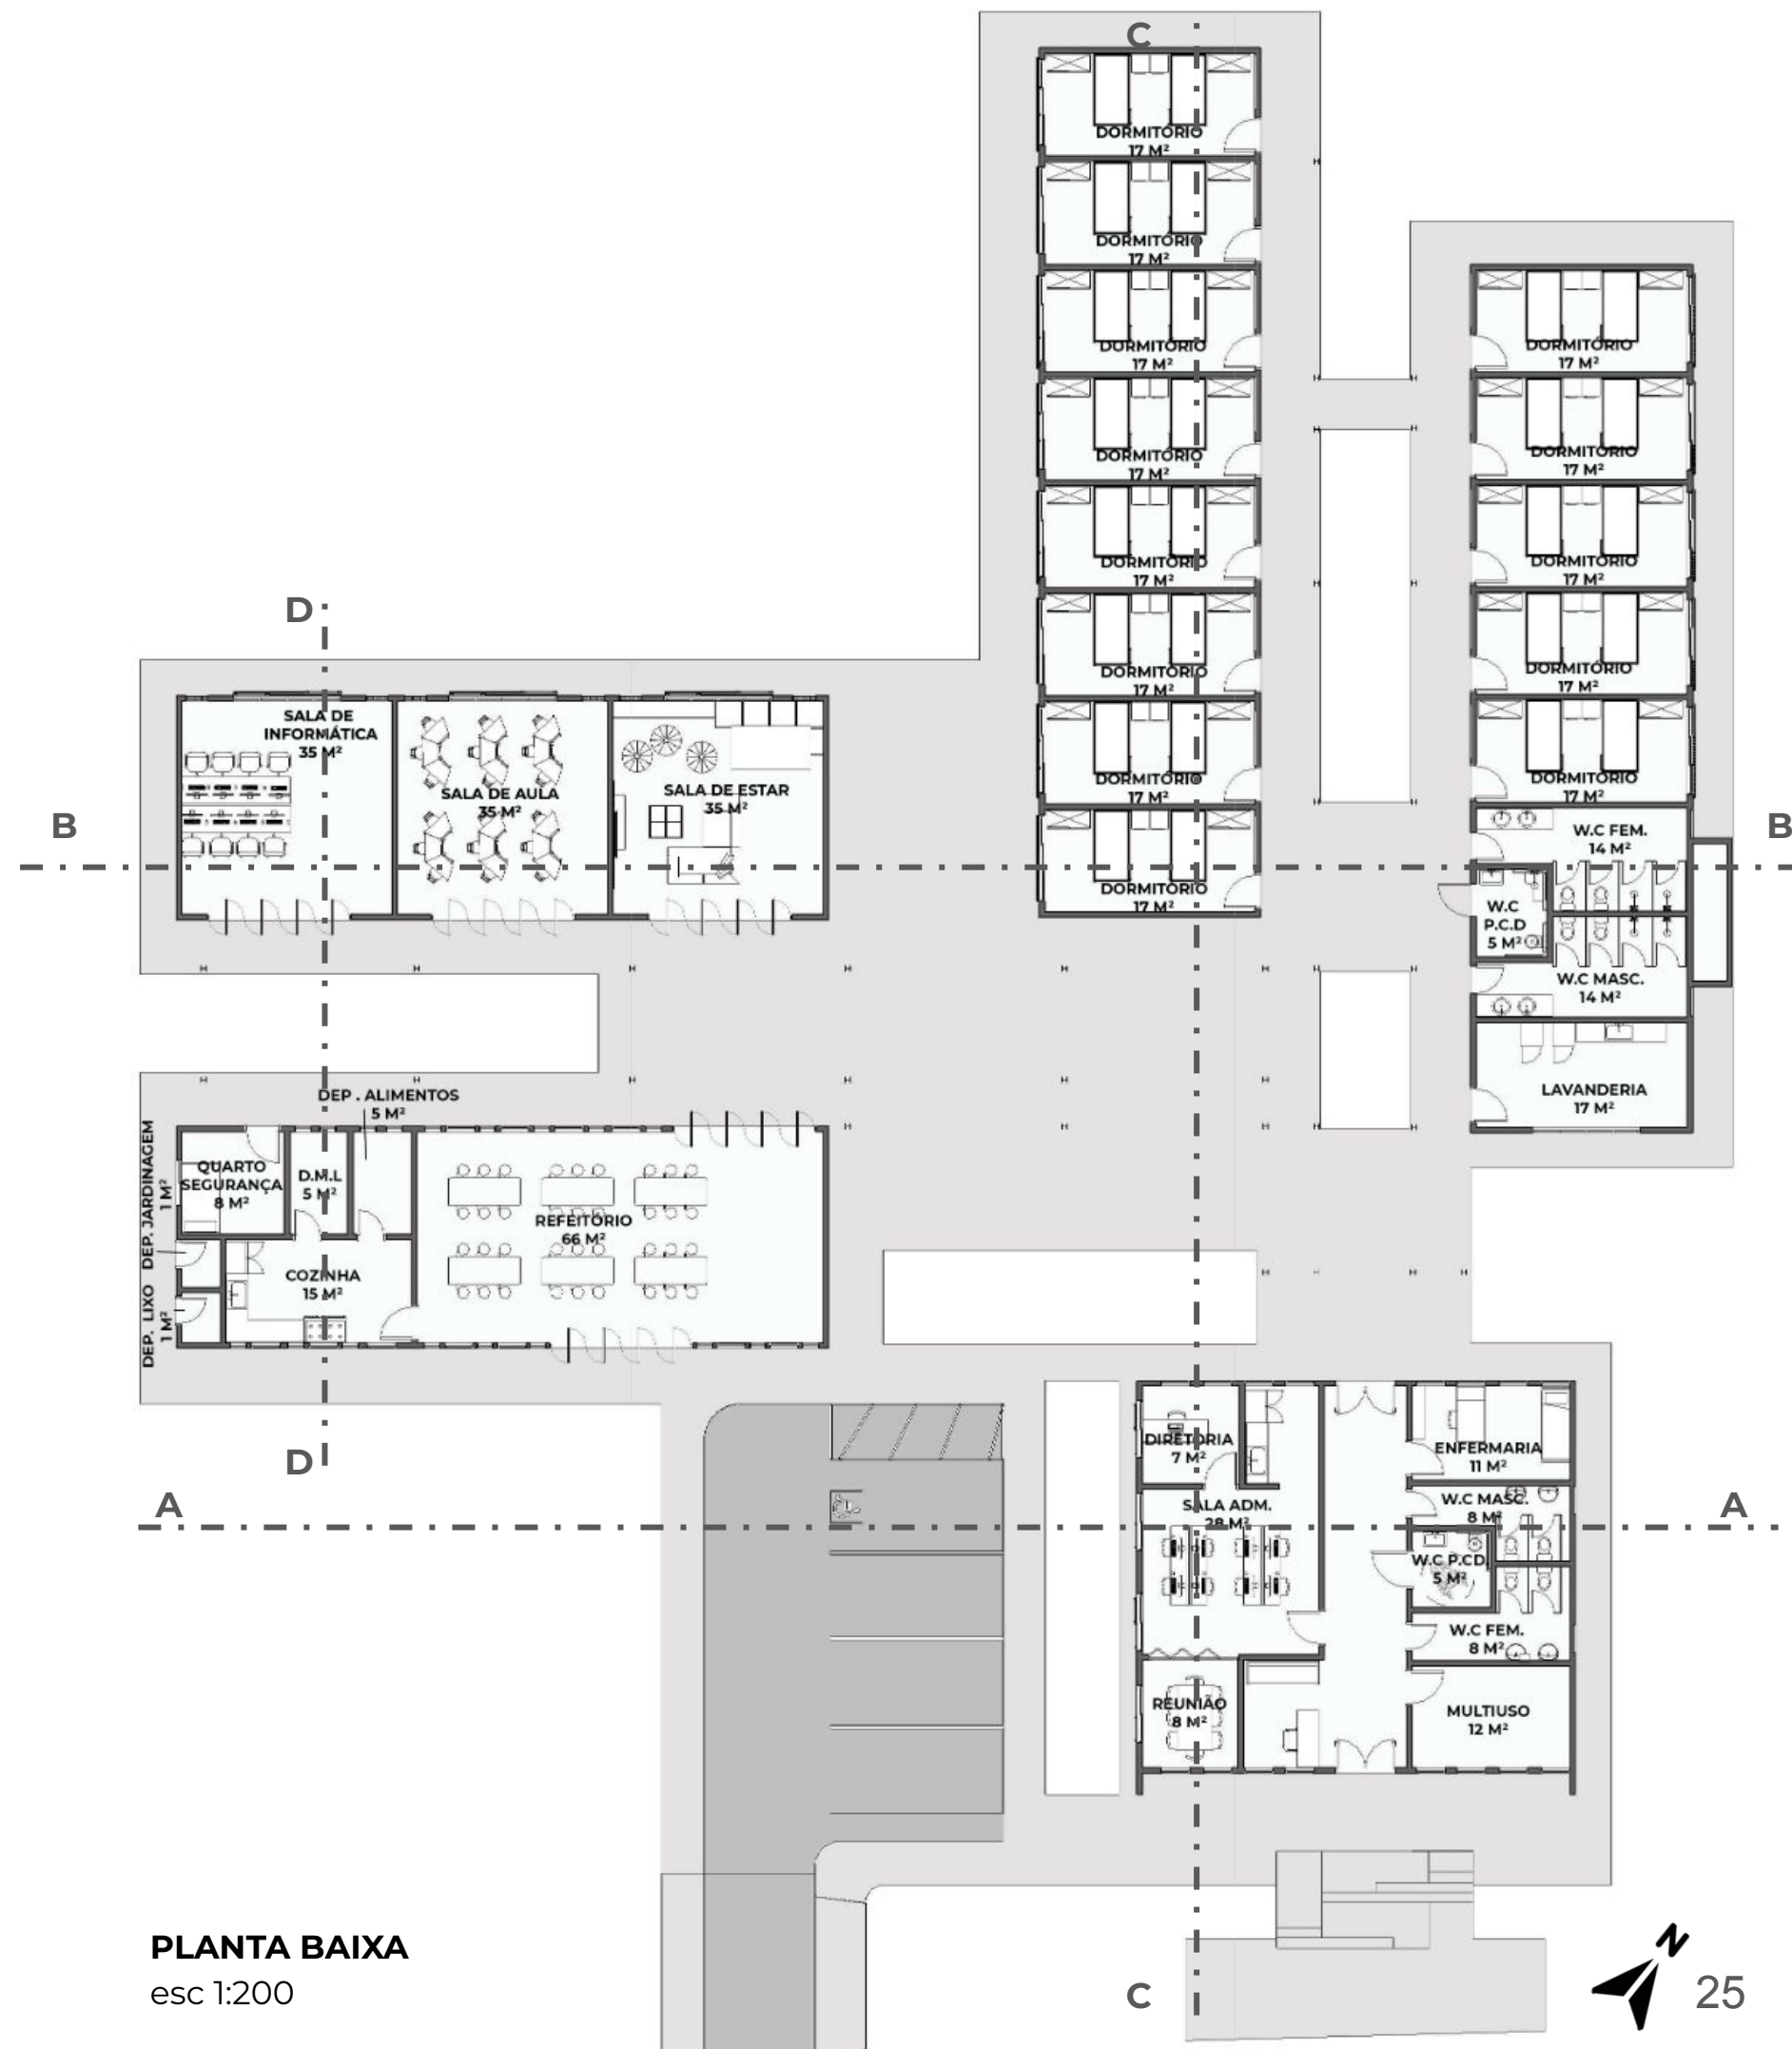 C
DORMITÓRIO
17 M²
DORMITÓRIO
17 M²
DORMITÓRIO
17 M²
DORMITÓRIO
17 M²
DORMITÓRIO
17 M²
DORMITÓRIO
17 M²
DORMITÓRIO
17 M²
DORMITÓRIO
17 M²
DORMITÓRIO
17 M²
DORMITÓRIO
17 M²
DORMITÓRIO
17 M²
DORMITÓRIO
17 M²
DORMITÓRIO
17 M²
W.C FEM.
14 M²
W.C
P.C.D
5 M²
W.C MASC.
14 M²
LAVANDERIA
17 M²
D
SALA DE
INFORMÁTICA
35 M²
SALA DE AULA
35 M²
SALA DE ESTAR
35 M²
B
B
DEP . ALIMENTOS
5 M²
DEP. JARDINAGEM
1 M²
DEP. LIXO
1 M²
QUARTO
SEGURANÇA
8 M²
D.M.L
5 M²
REFEITÓRIO
66 M²
COZINHA
15 M²
D
A
A
DIRETORIA
7 M²
ENFERMARIA
11 M²
SALA ADM.
28 M²
W.C MASC.
8 M²
W.C P.CD.
5 M²
W.C FEM.
8 M²
REUNIÃO
8 M²
MULTIUSO
12 M²
PLANTA BAIXA
esc 1:200
C
N
25